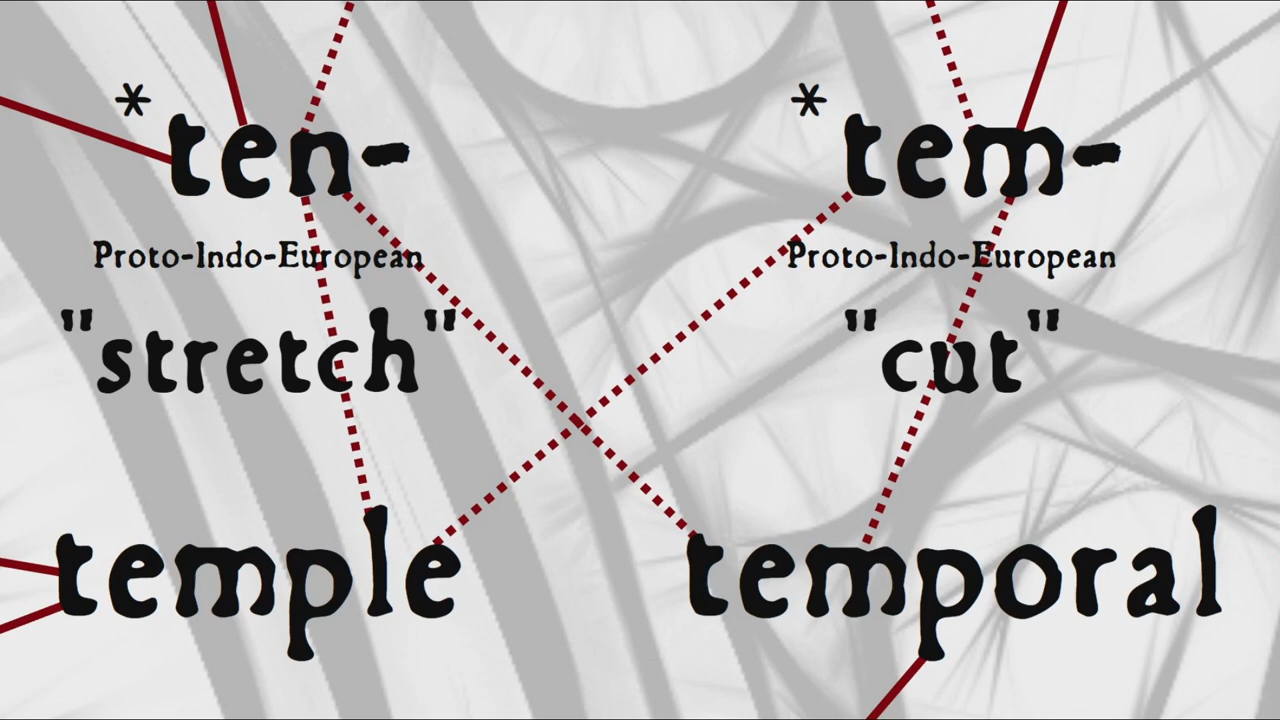 *ten-
Proto-Indo-European
"stretch"
*tem-
Proto-Indo-European
"cut"
temple
temporal